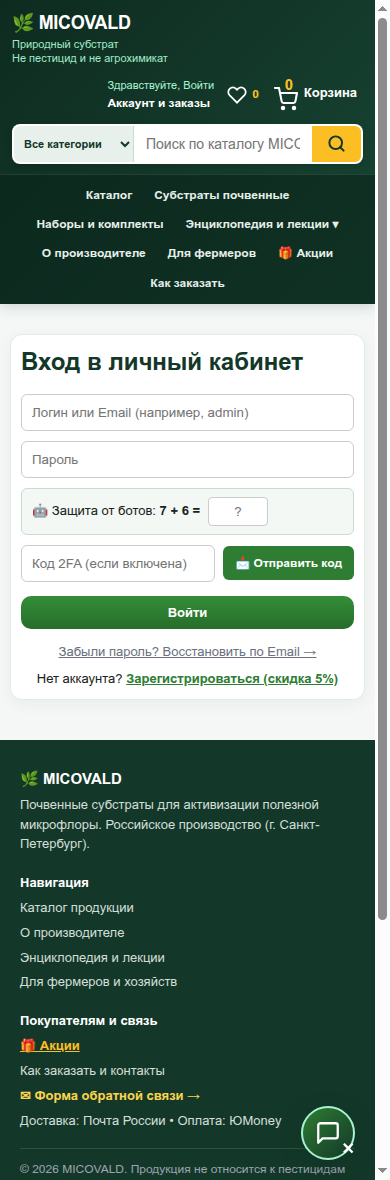 🌿 MICOVALD
Природный субстрат
Не пестицид и не агрохимикат
Здравствуйте, Войти
Аккаунт и заказы
0
0
Корзина
Все категории
Поиск по каталогу MICO
Каталог
Субстраты почвенные
Наборы и комплекты
Энциклопедия и лекции ▾
О производителе
Для фермеров
🎁 Акции
Как заказать
Вход в личный кабинет
Логин или Email (например, admin)
Пароль
🤖 Защита от ботов: 7 + 6 = ?
Код 2FA (если включена)
📩 Отправить код
Войти
Забыли пароль? Восстановить по Email →
Нет аккаунта? Зарегистрироваться (скидка 5%)
🌿 MICOVALD
Почвенные субстраты для активизации полезной
микрофлоры. Российское производство (г. Санкт-
Петербург).
Навигация
Каталог продукции
О производителе
Энциклопедия и лекции
Для фермеров и хозяйств
Покупателям и связь
🎁 Акции
Как заказать и контакты
✉ Форма обратной связи →
Доставка: Почта России • Оплата: ЮMoney
© 2026 MICOVALD. Продукция не относится к пестицидам